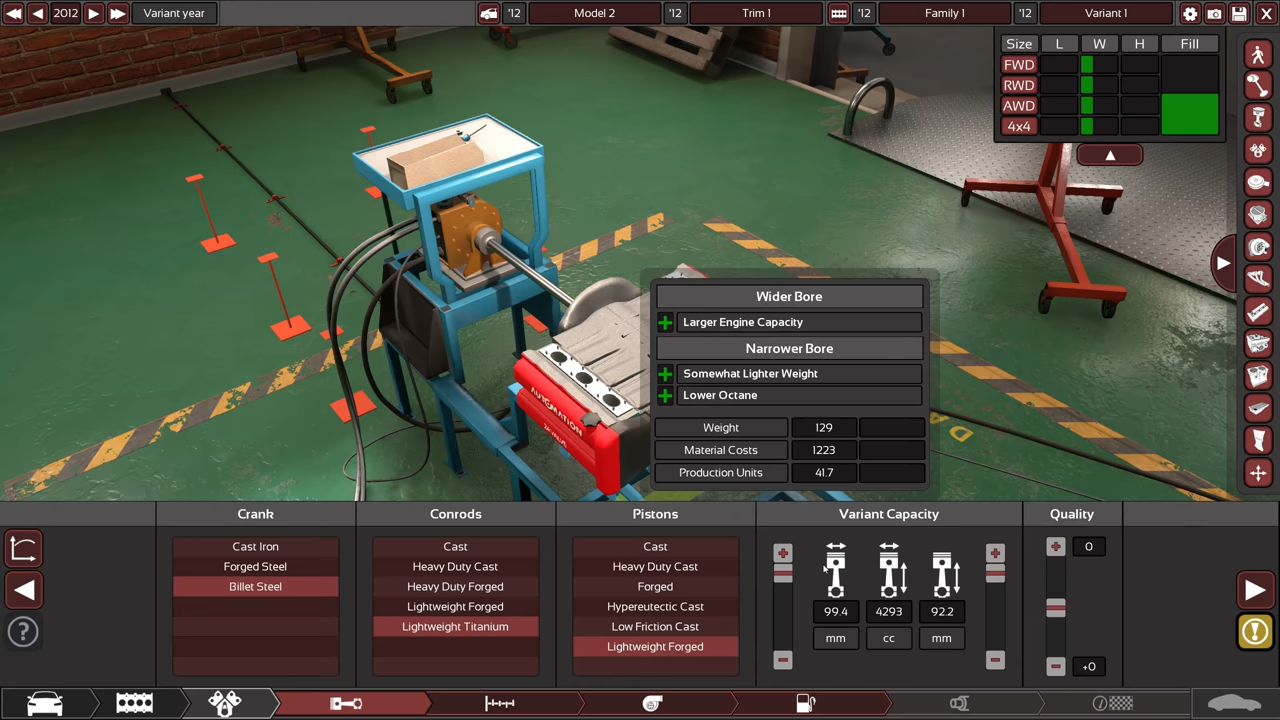 2012
Variant year
'12
Model 2
'12
Trim 1
'12
Family 1
'12
Variant 1
Size L W H Fill
FWD
RWD
AWD
4x4
AUTOMATION
Wider Bore
Larger Engine Capacity
Narrower Bore
Somewhat Lighter Weight
Lower Octane
Weight 129
Material Costs 1223
Production Units 41.7
Crank
Cast Iron
Forged Steel
Billet Steel
Conrods
Cast
Heavy Duty Cast
Heavy Duty Forged
Lightweight Forged
Lightweight Titanium
Pistons
Cast
Heavy Duty Cast
Forged
Hypereutectic Cast
Low Friction Cast
Lightweight Forged
Variant Capacity
99.4 4293 92.2
mm cc mm
Quality
0
+0